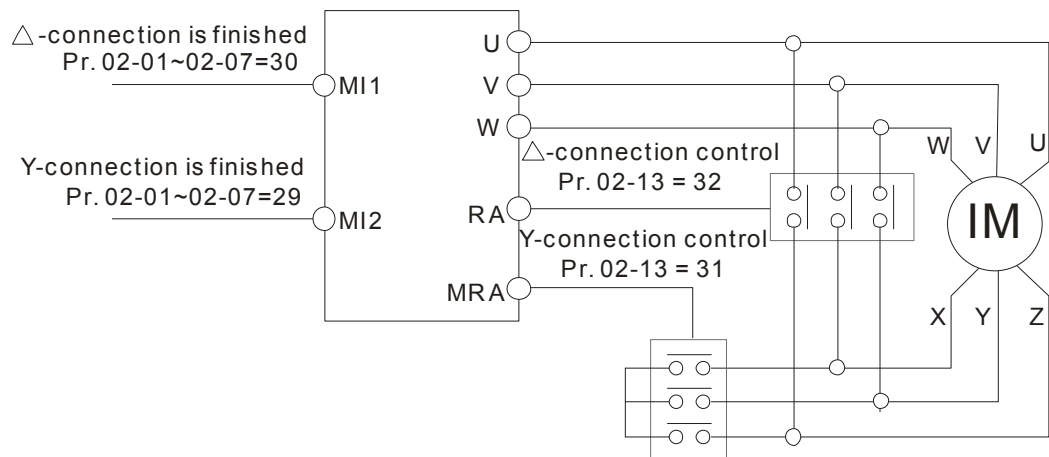 △-connection is finished
Pr. 02-01~02-07=30
MI1
Y-connection is finished
Pr. 02-01~02-07=29
MI2
U
V
W
△-connection control
Pr. 02-13 = 32
RA
Y-connection control
Pr. 02-13 = 31
MRA
W V U
IM
X Y Z